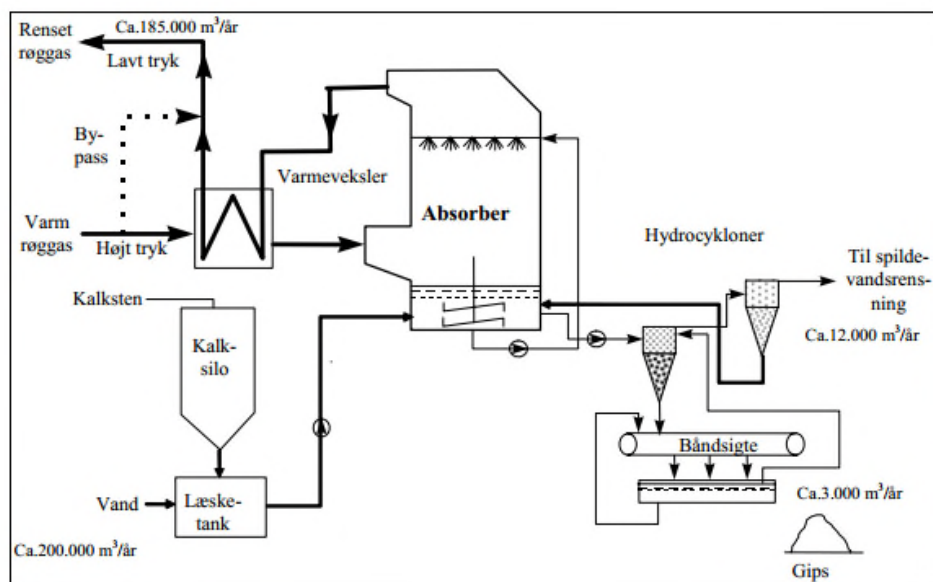 Renset
røggas
Ca.185.000 m³/år
Lavt tryk
By-
pass
Varmeveksler
Absorber
Varm
røggas
Højt tryk
Hydrocykloner
Til spilde-
vandsrens-
ning
Ca.12.000 m³/år
Kalksten
Kalk-
silo
Båndsigte
Vand
Læske-
tank
Ca.200.000 m³/år
Ca.3.000 m³/år
Gips